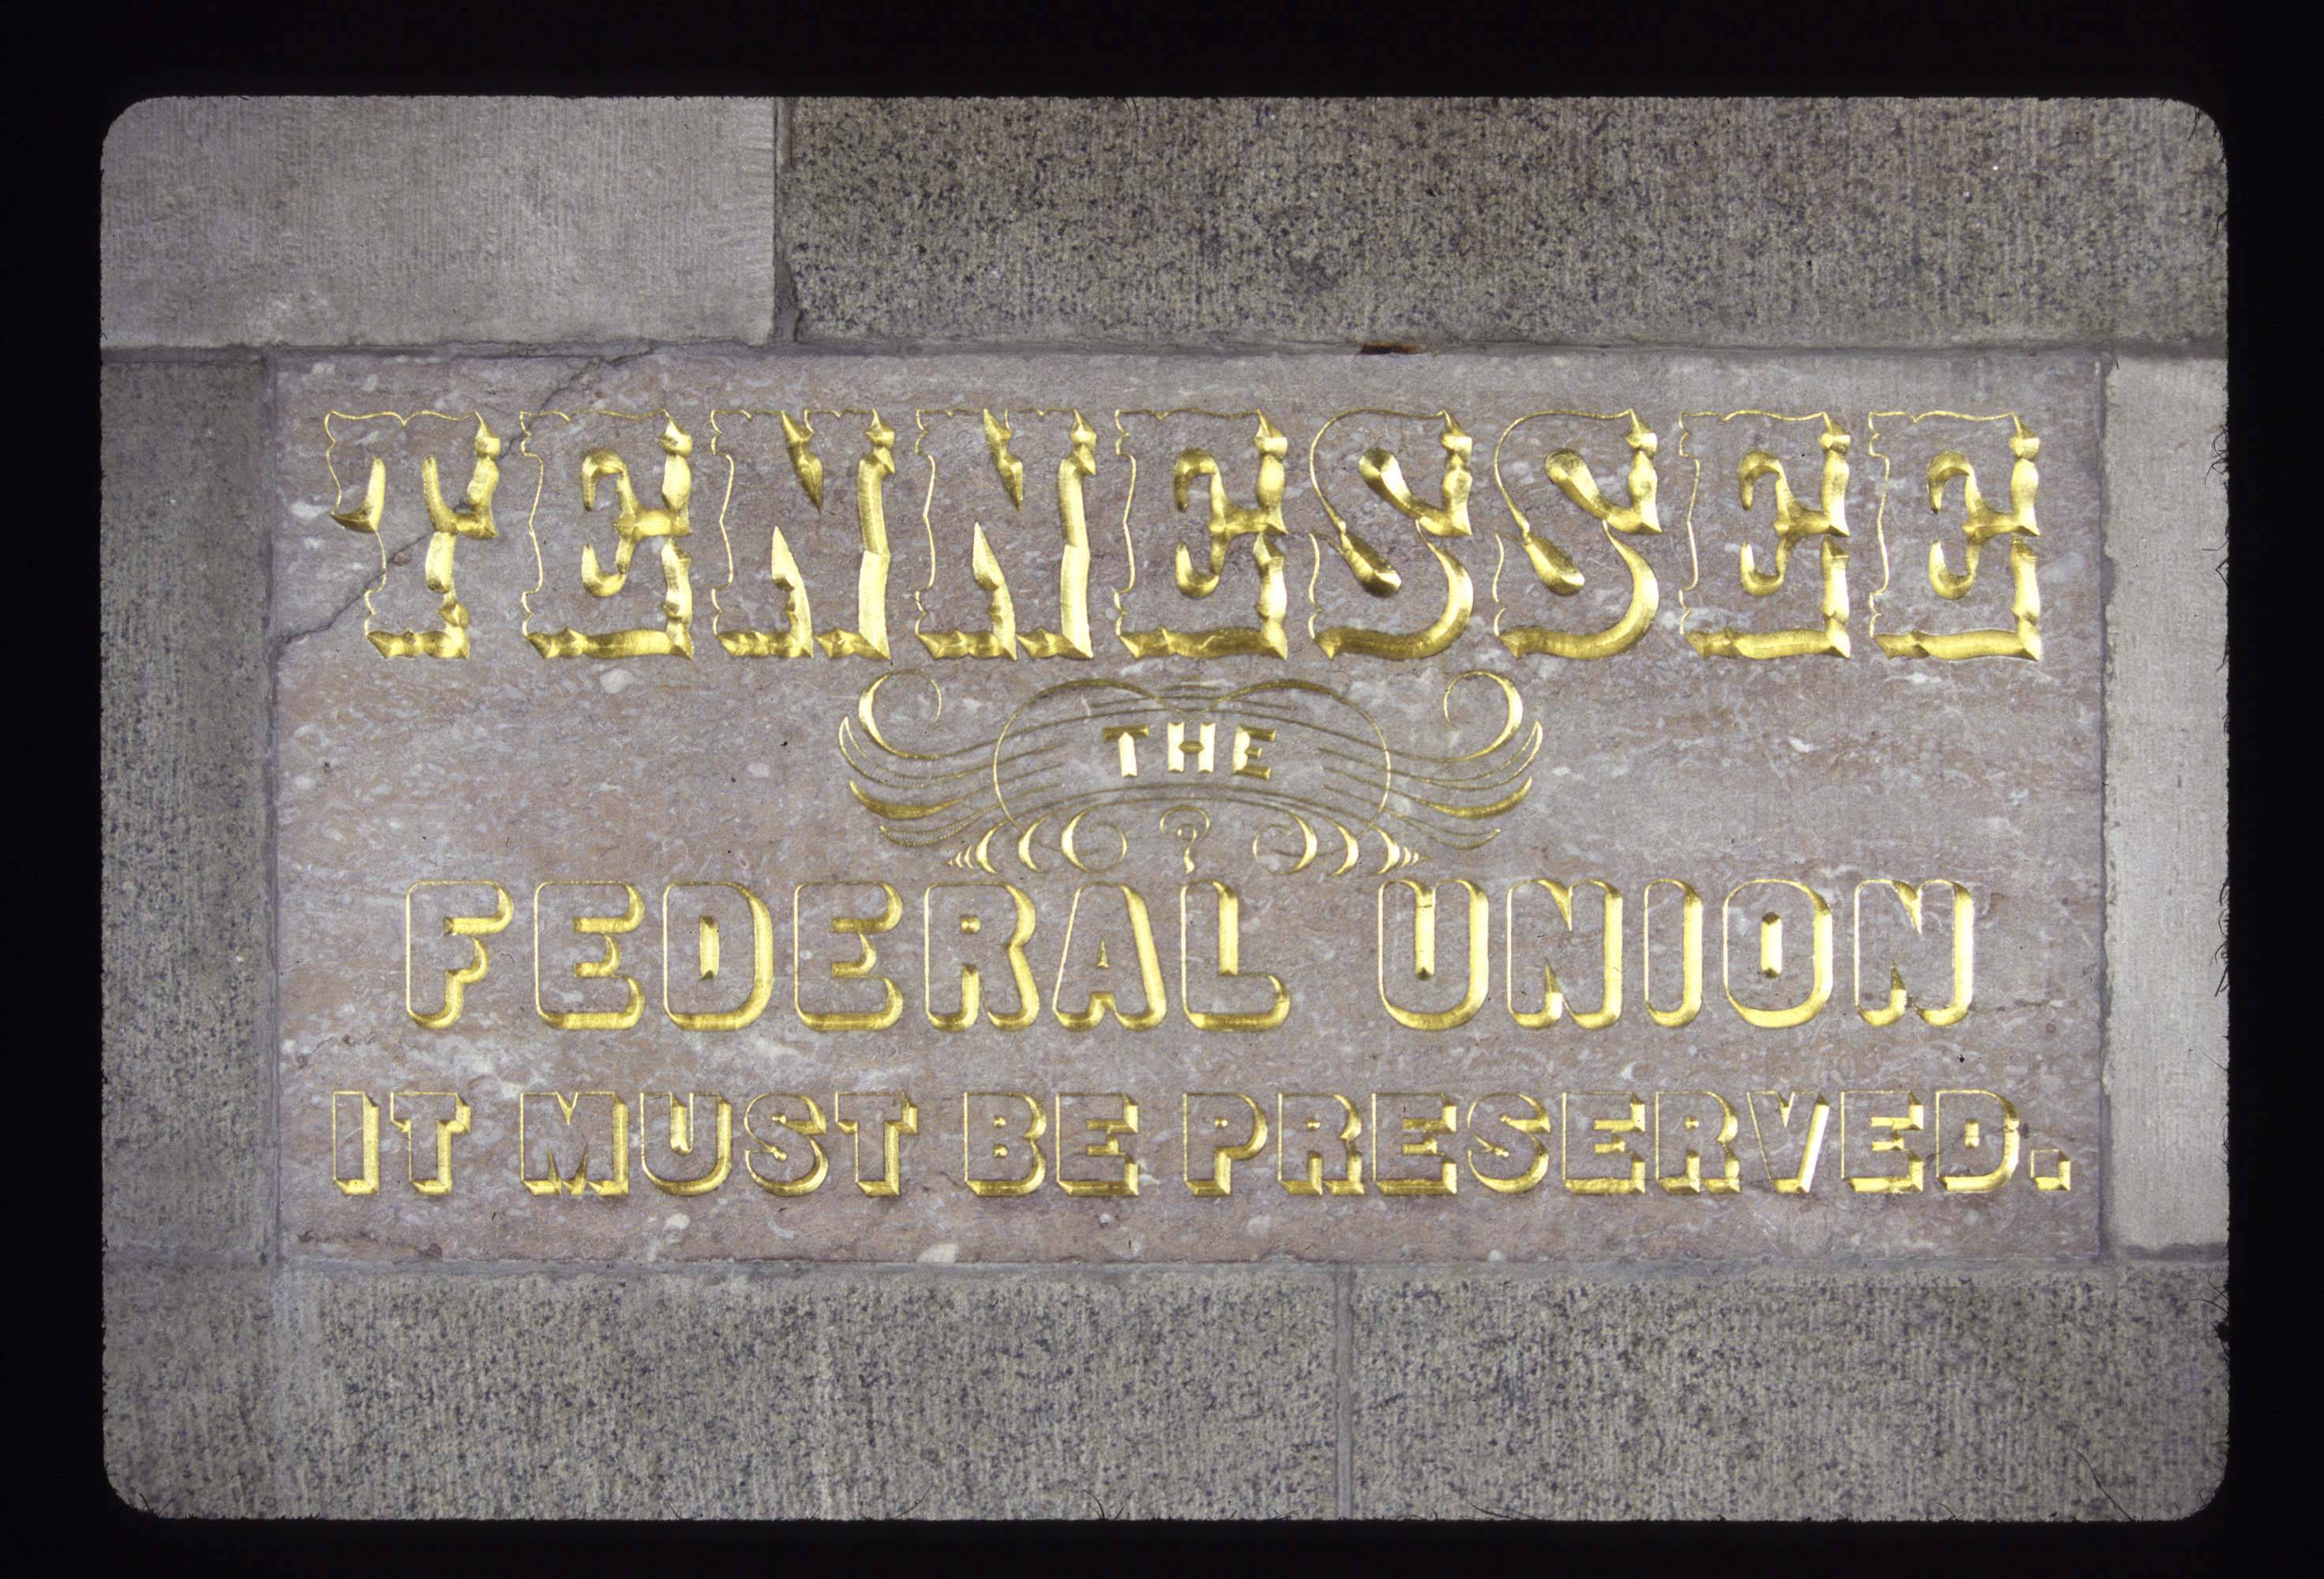 TENNESSEE
THE
FEDERAL UNION
IT MUST BE PRESERVED.